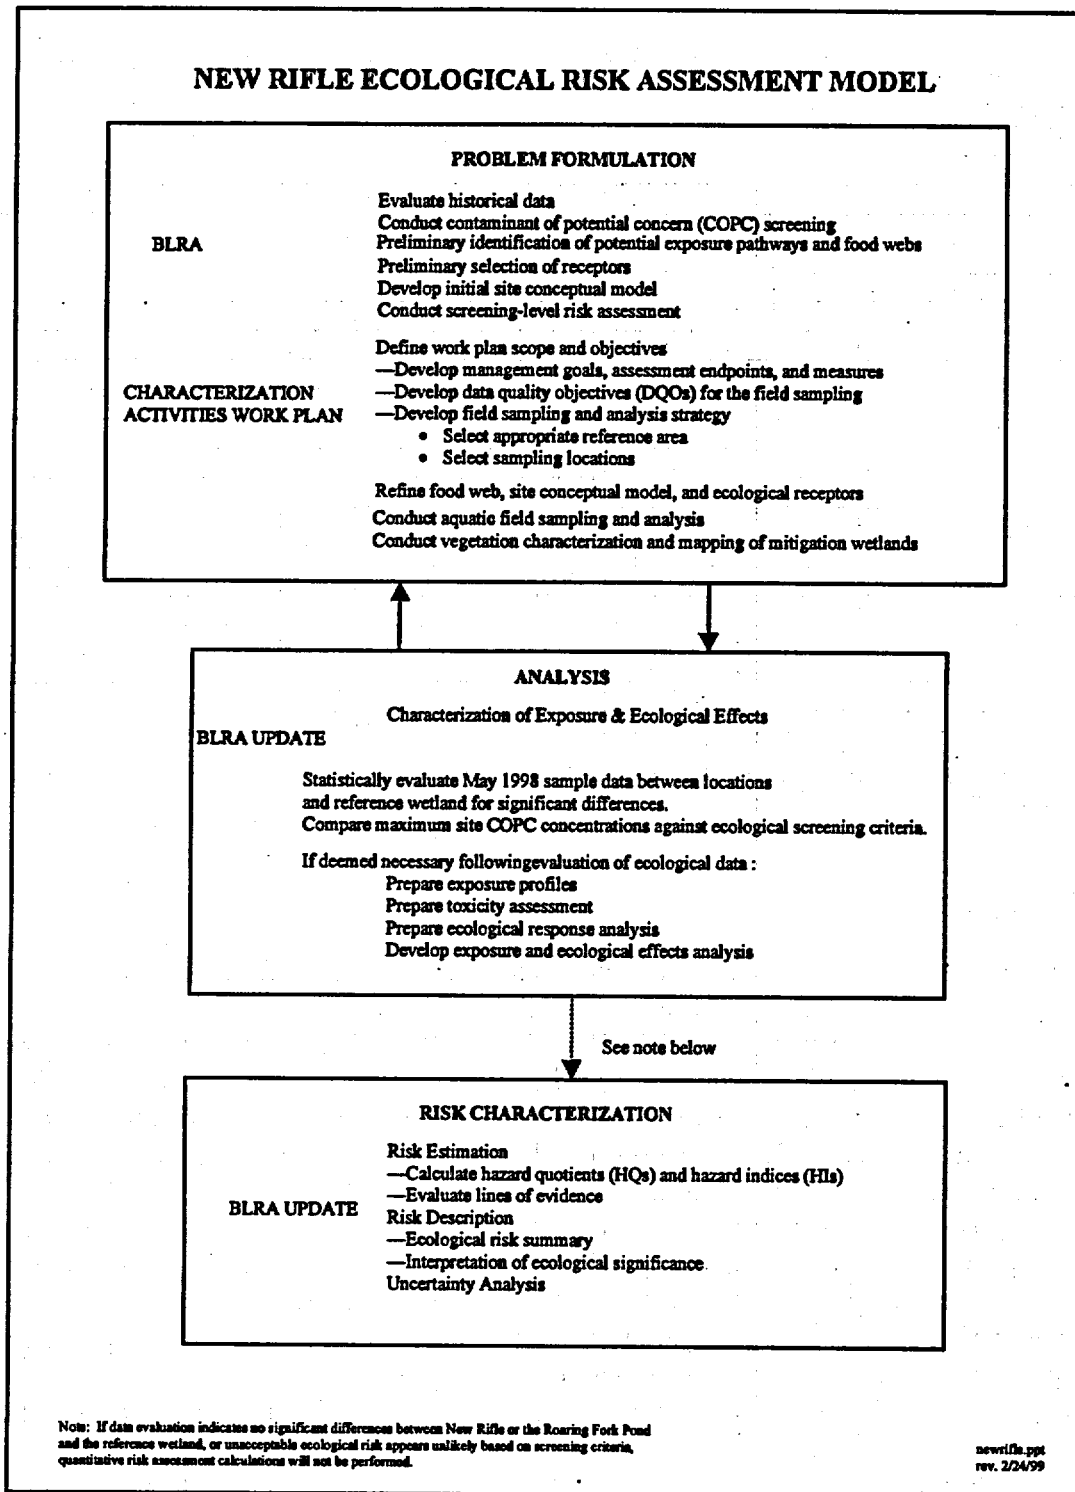 NEW RIFLE ECOLOGICAL RISK ASSESSMENT MODEL
PROBLEM FORMULATION
BLRA
Evaluate historical data
Conduct contaminant of potential concern (COPC) screening
Preliminary identification of potential exposure pathways and food webs
Preliminary selection of receptors
Develop initial site conceptual model
Conduct screening-level risk assessment
CHARACTERIZATION
ACTIVITIES WORK PLAN
Define work plan scope and objectives
—Develop management goals, assessment endpoints, and measures
—Develop data quality objectives (DQOs) for the field sampling
—Develop field sampling and analysis strategy
• Select appropriate reference area
• Select sampling locations
Refine food web, site conceptual model, and ecological receptors
Conduct aquatic field sampling and analysis
Conduct vegetation characterization and mapping of mitigation wetlands
ANALYSIS
Characterization of Exposure & Ecological Effects
BLRA UPDATE
Statistically evaluate May 1998 sample data between locations
and reference wetland for significant differences.
Compare maximum site COPC concentrations against ecological screening criteria.
If deemed necessary followingevaluation of ecological data :
Prepare exposure profiles
Prepare toxicity assessment
Prepare ecological response analysis
Develop exposure and ecological effects analysis
See note below
RISK CHARACTERIZATION
BLRA UPDATE
Risk Estimation
—Calculate hazard quotients (HQs) and hazard indices (HIs)
—Evaluate lines of evidence
Risk Description
—Ecological risk summary
—Interpretation of ecological significance
Uncertainty Analysis
Note: If data evaluation indicates no significant differences between New Rifle or the Roaring Fork Pond
and the reference wetland, or unacceptable ecological risk appears unlikely based on screening criteria,
quantitative risk assessment calculations will not be performed.
newrifle.ppt
rev. 2/24/99